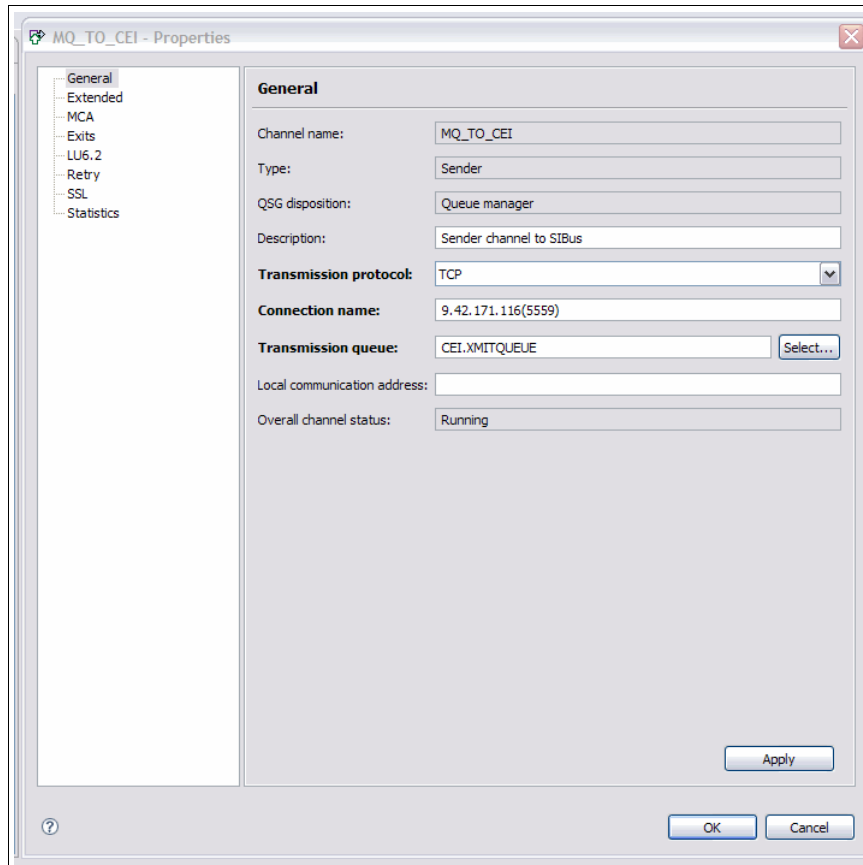 MQ_TO_CEI - Properties
General
Extended
MCA
Exits
LU6.2
Retry
SSL
Statistics
General
Channel name: MQ_TO_CEI
Type: Sender
QSG disposition: Queue manager
Description: Sender channel to SIBus
Transmission protocol: TCP
Connection name: 9.42.171.116(5559)
Transmission queue: CEI.XMITQUEUE Select...
Local communication address:
Overall channel status: Running
Apply
? OK Cancel